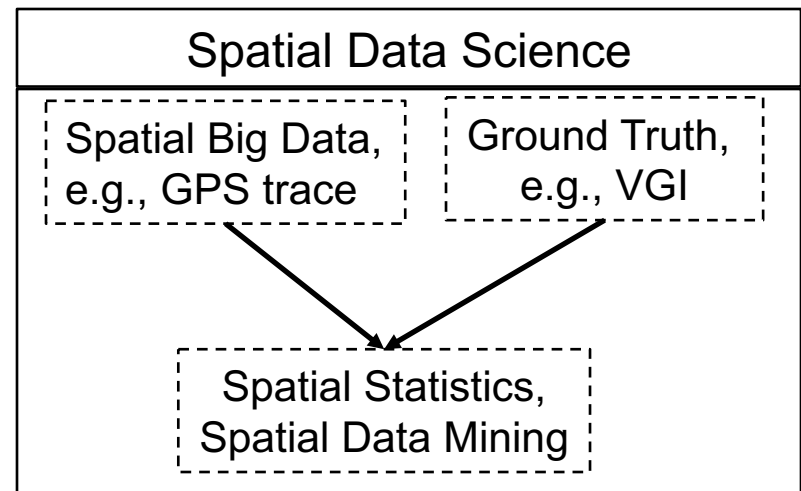 Spatial Data Science
Spatial Big Data,
e.g., GPS trace
Ground Truth,
e.g., VGI
Spatial Statistics,
Spatial Data Mining